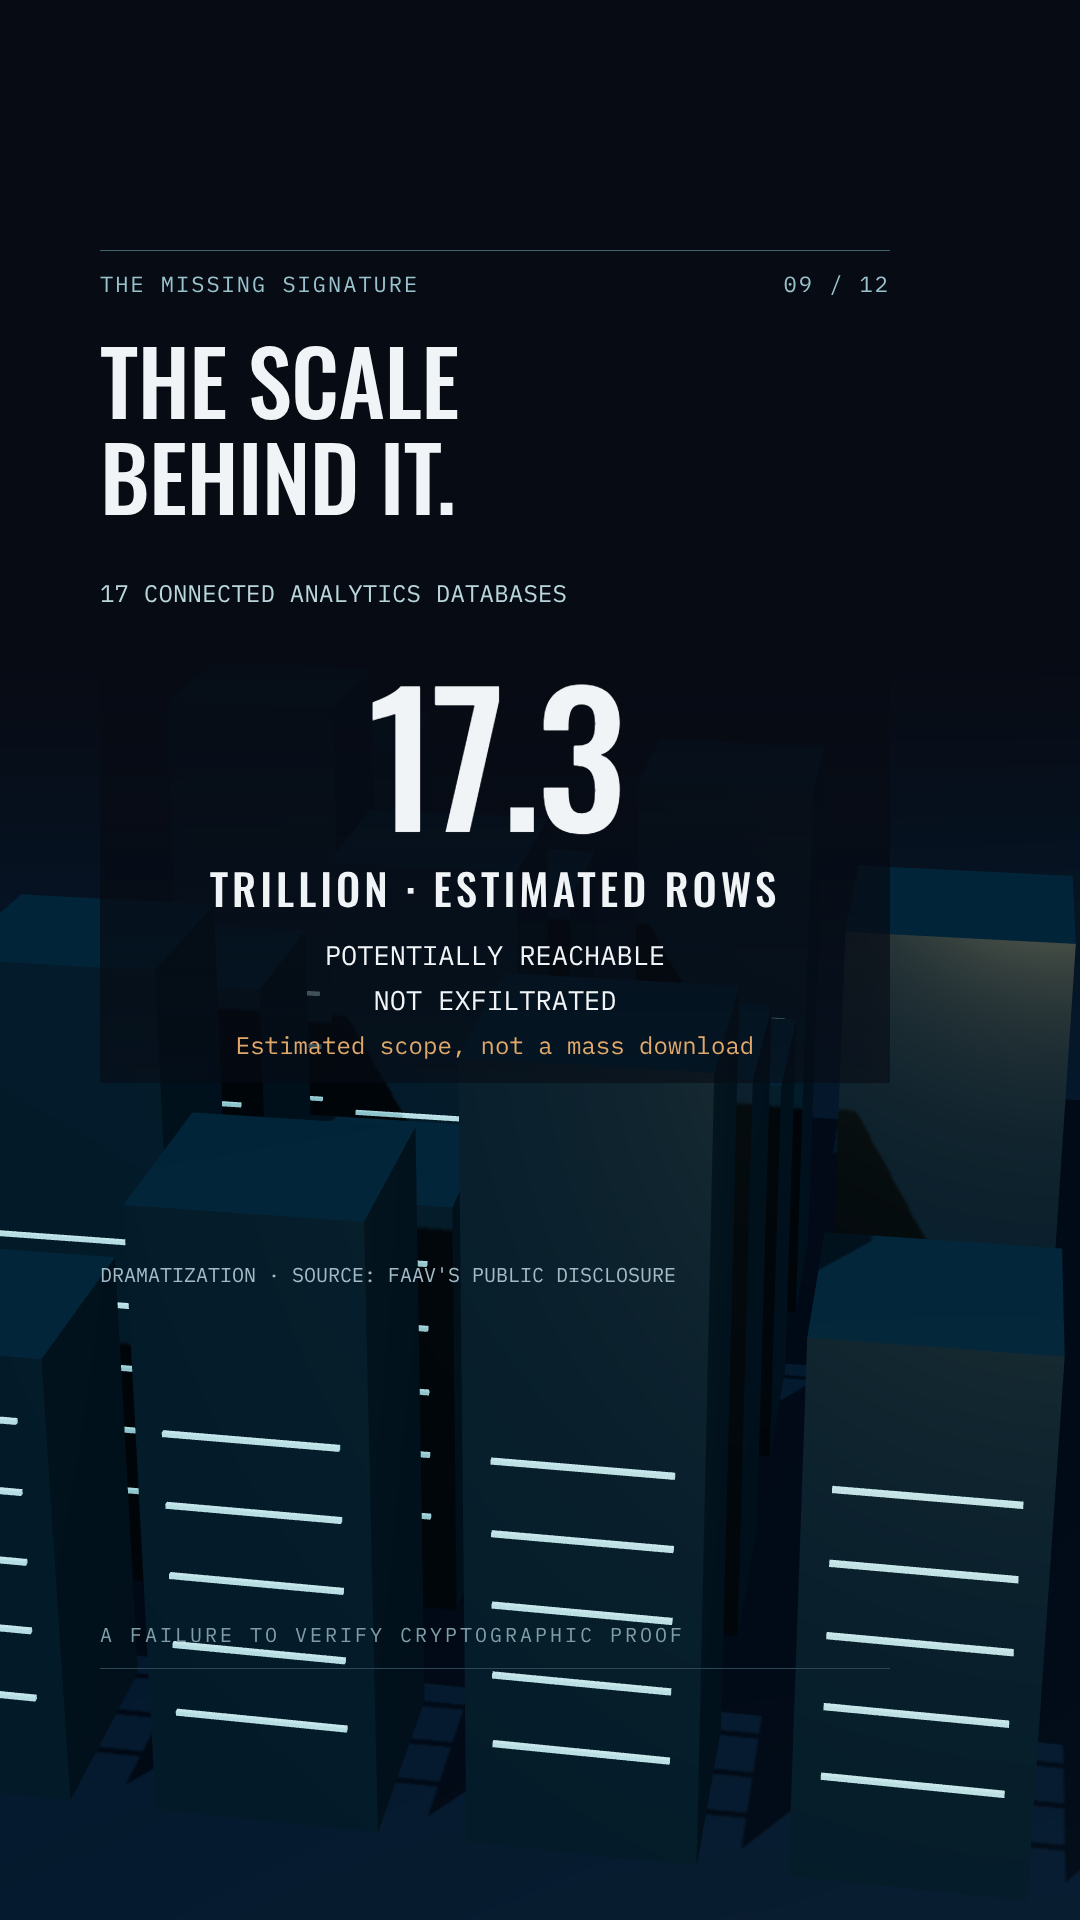 THE MISSING SIGNATURE
09 / 12
THE SCALE
BEHIND IT.
17 CONNECTED ANALYTICS DATABASES
17.3
TRILLION · ESTIMATED ROWS
POTENTIALLY REACHABLE
NOT EXFILTRATED
Estimated scope, not a mass download
DRAMATIZATION · SOURCE: FAAV'S PUBLIC DISCLOSURE
A FAILURE TO VERIFY CRYPTOGRAPHIC PROOF